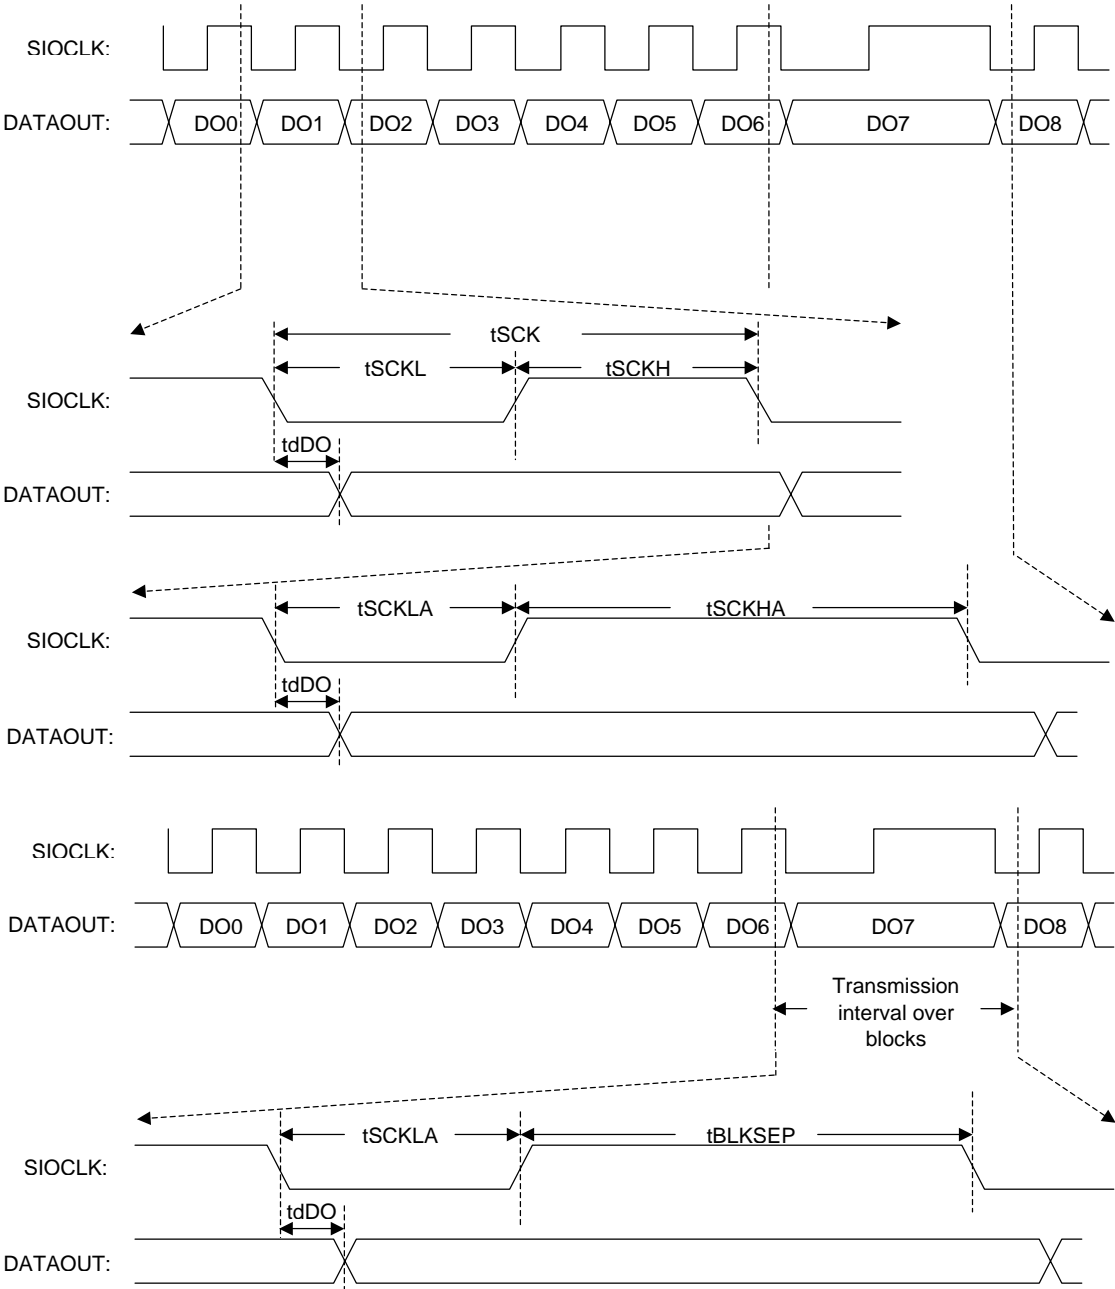 SIOCLK:
DATAOUT: DO0 DO1 DO2 DO3 DO4 DO5 DO6 DO7 DO8
tSCK
tSCKL tSCKH
SIOCLK:
tdDO
DATAOUT:
tSCKLA tSCKHA
SIOCLK:
tdDO
DATAOUT:
SIOCLK:
DATAOUT: DO0 DO1 DO2 DO3 DO4 DO5 DO6 DO7 DO8
Transmission
interval over
blocks
tSCKLA tBLKSEP
SIOCLK:
tdDO
DATAOUT: